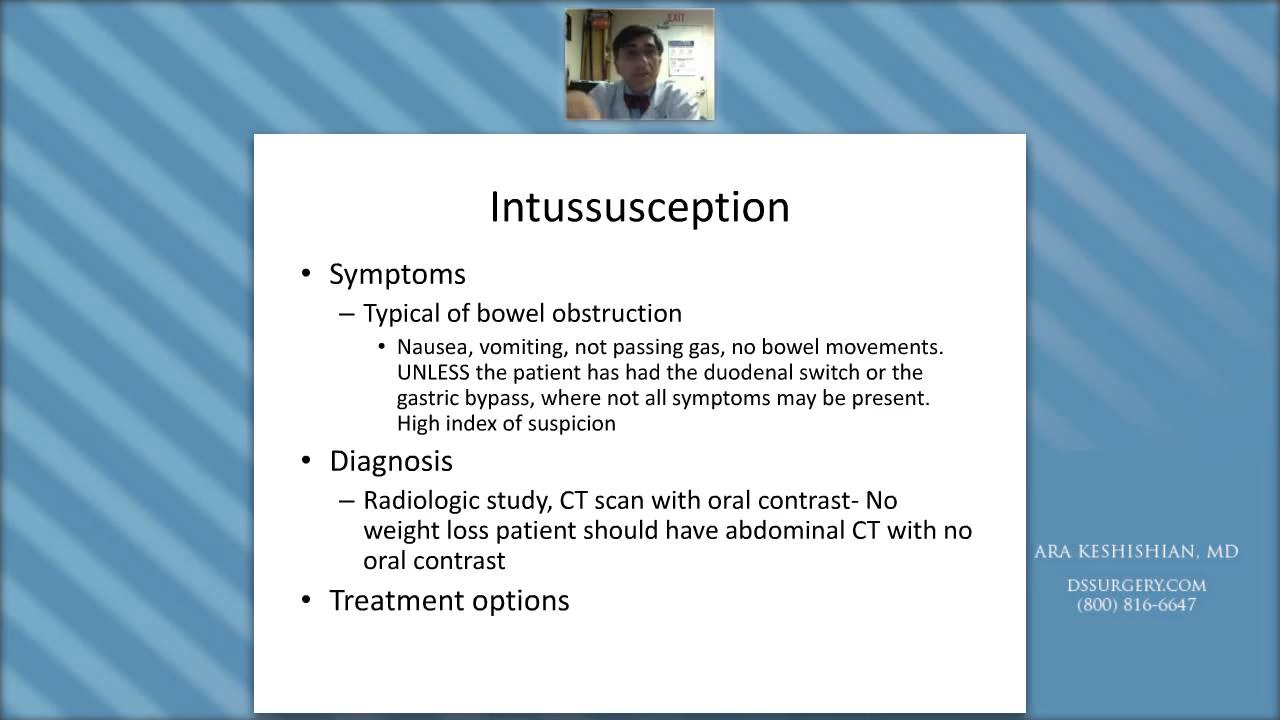 EXIT
Intussusception
• Symptoms
– Typical of bowel obstruction
• Nausea, vomiting, not passing gas, no bowel movements.
UNLESS the patient has had the duodenal switch or the
gastric bypass, where not all symptoms may be present.
High index of suspicion
• Diagnosis
– Radiologic study, CT scan with oral contrast- No
weight loss patient should have abdominal CT with no
oral contrast
• Treatment options
ARA KESHISHIAN, MD
DSSURGERY.COM
(800) 816-6647